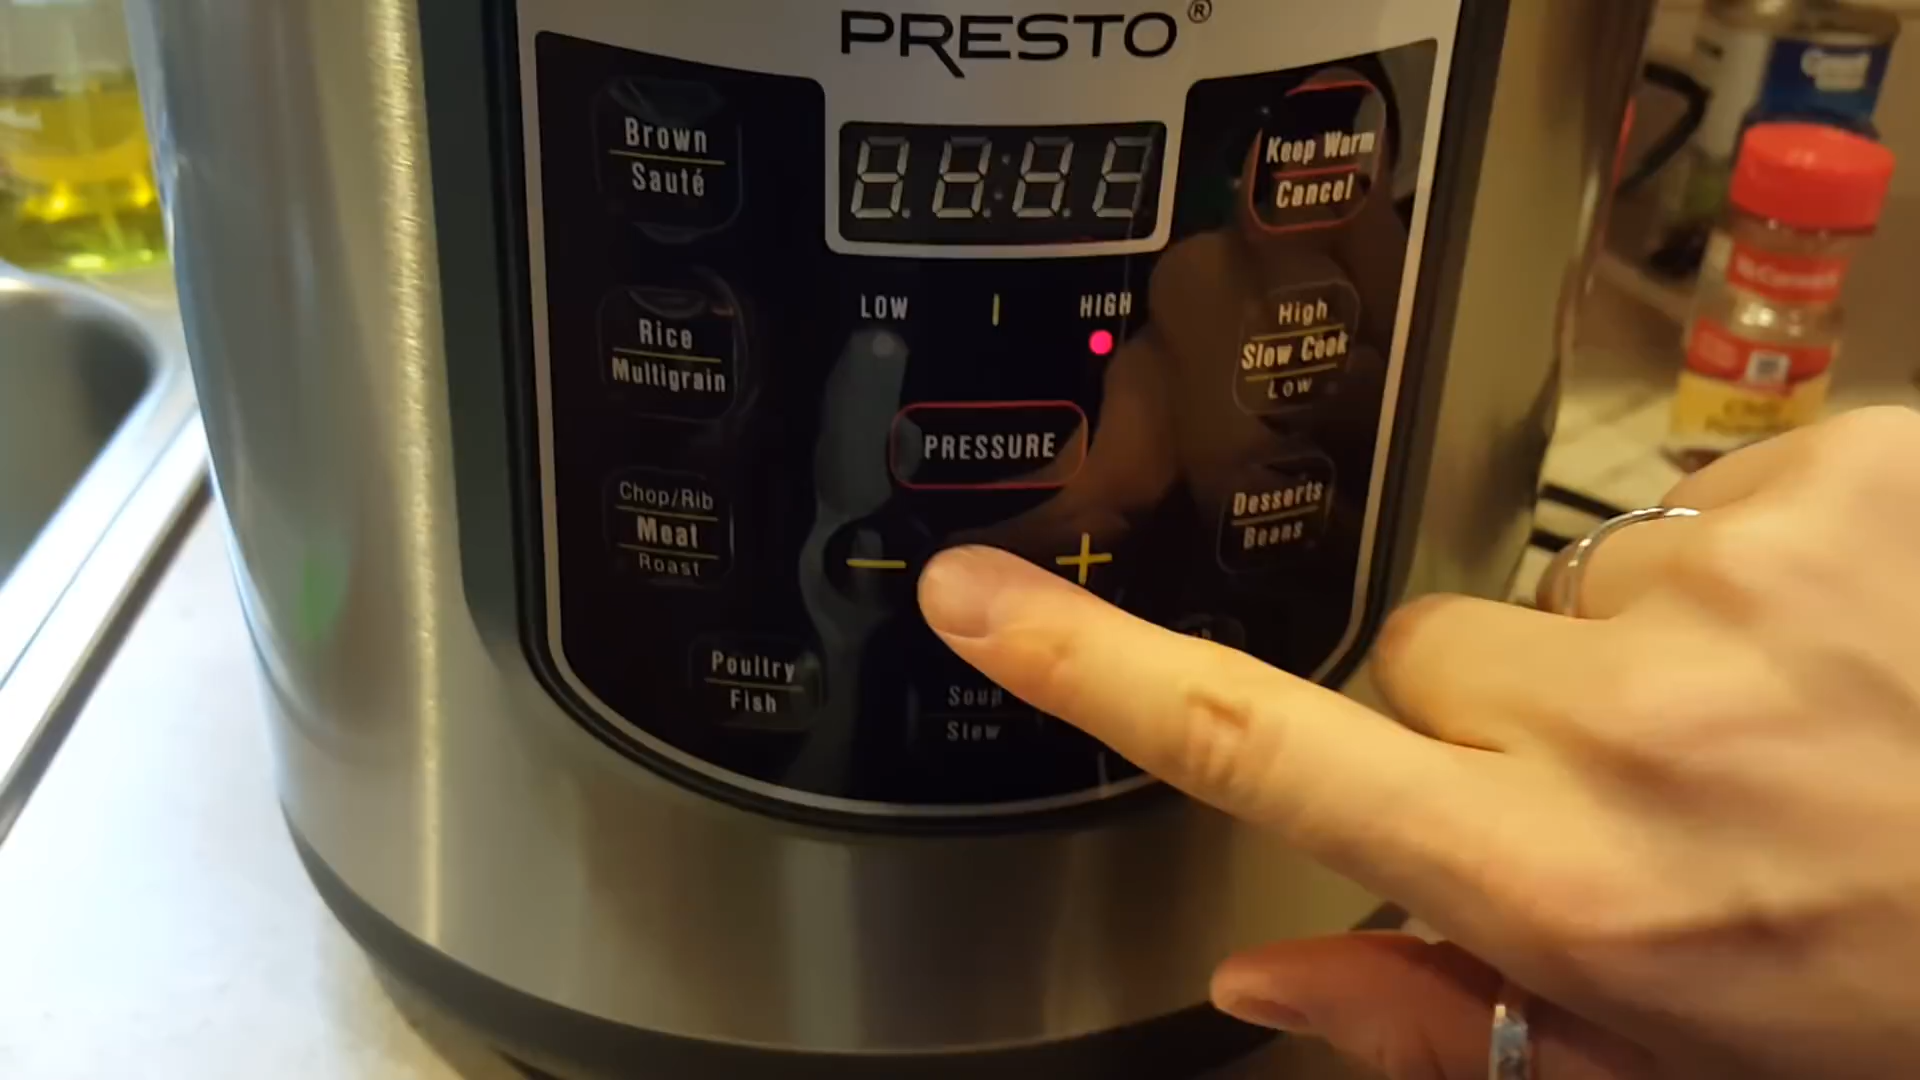 PRESTO®
Brown
Sauté
Keep Warm
Cancel
LOW
HIGH
Rice
Multigrain
High
Slow Cook
Low
PRESSURE
Chop/Rib
Meat
Roast
Desserts
Beans
Poultry
Fish
Soup
Stew